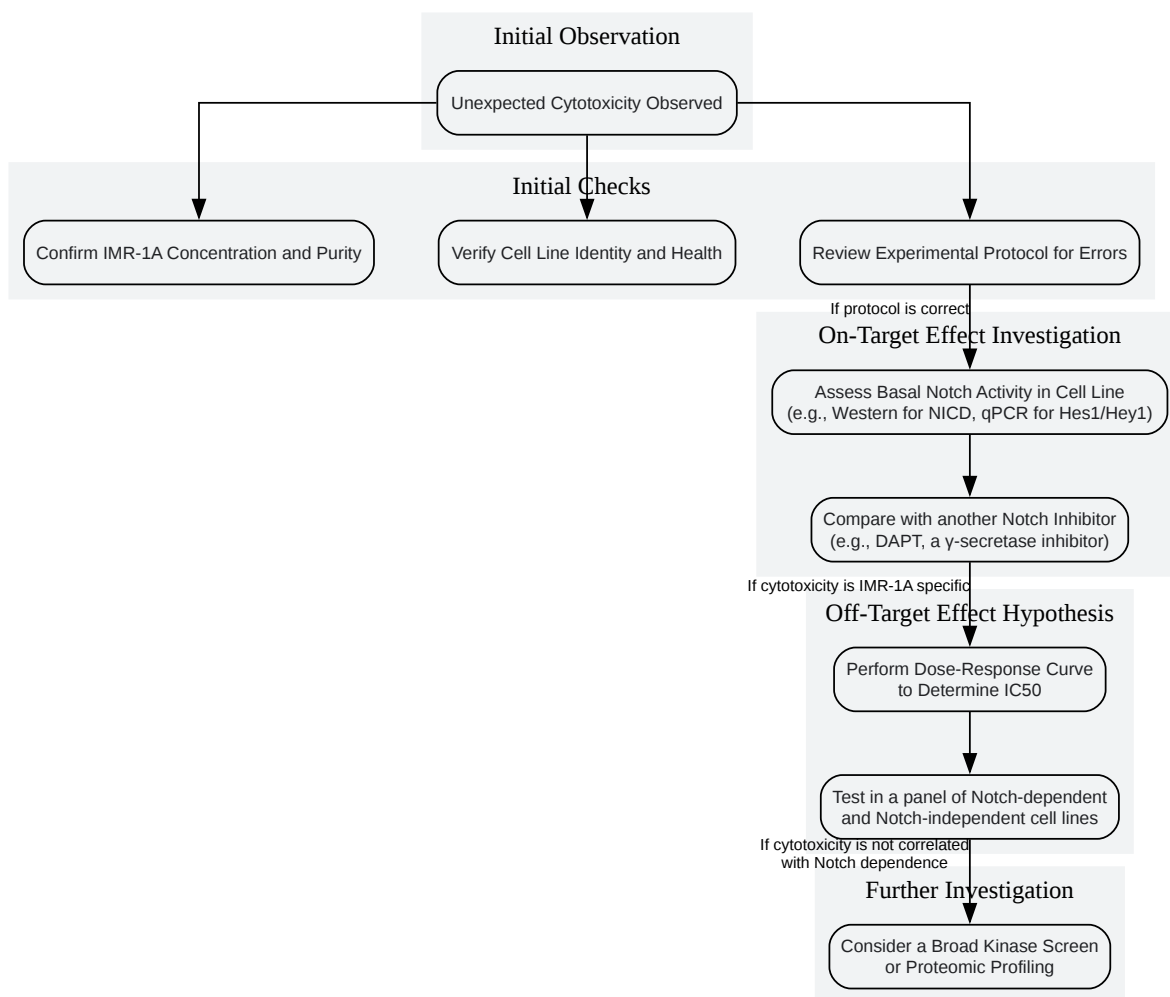 Initial Observation
Unexpected Cytotoxicity Observed
Initial Checks
Confirm IMR-1A Concentration and Purity
Verify Cell Line Identity and Health
Review Experimental Protocol for Errors
If protocol is correct
On-Target Effect Investigation
Assess Basal Notch Activity in Cell Line
(e.g., Western for NICD, qPCR for Hes1/Hey1)
Compare with another Notch Inhibitor
(e.g., DAPT, a γ-secretase inhibitor)
If cytotoxicity is IMR-1A specific
Off-Target Effect Hypothesis
Perform Dose-Response Curve
to Determine IC50
Test in a panel of Notch-dependent
and Notch-independent cell lines
If cytotoxicity is not correlated
with Notch dependence
Further Investigation
Consider a Broad Kinase Screen
or Proteomic Profiling